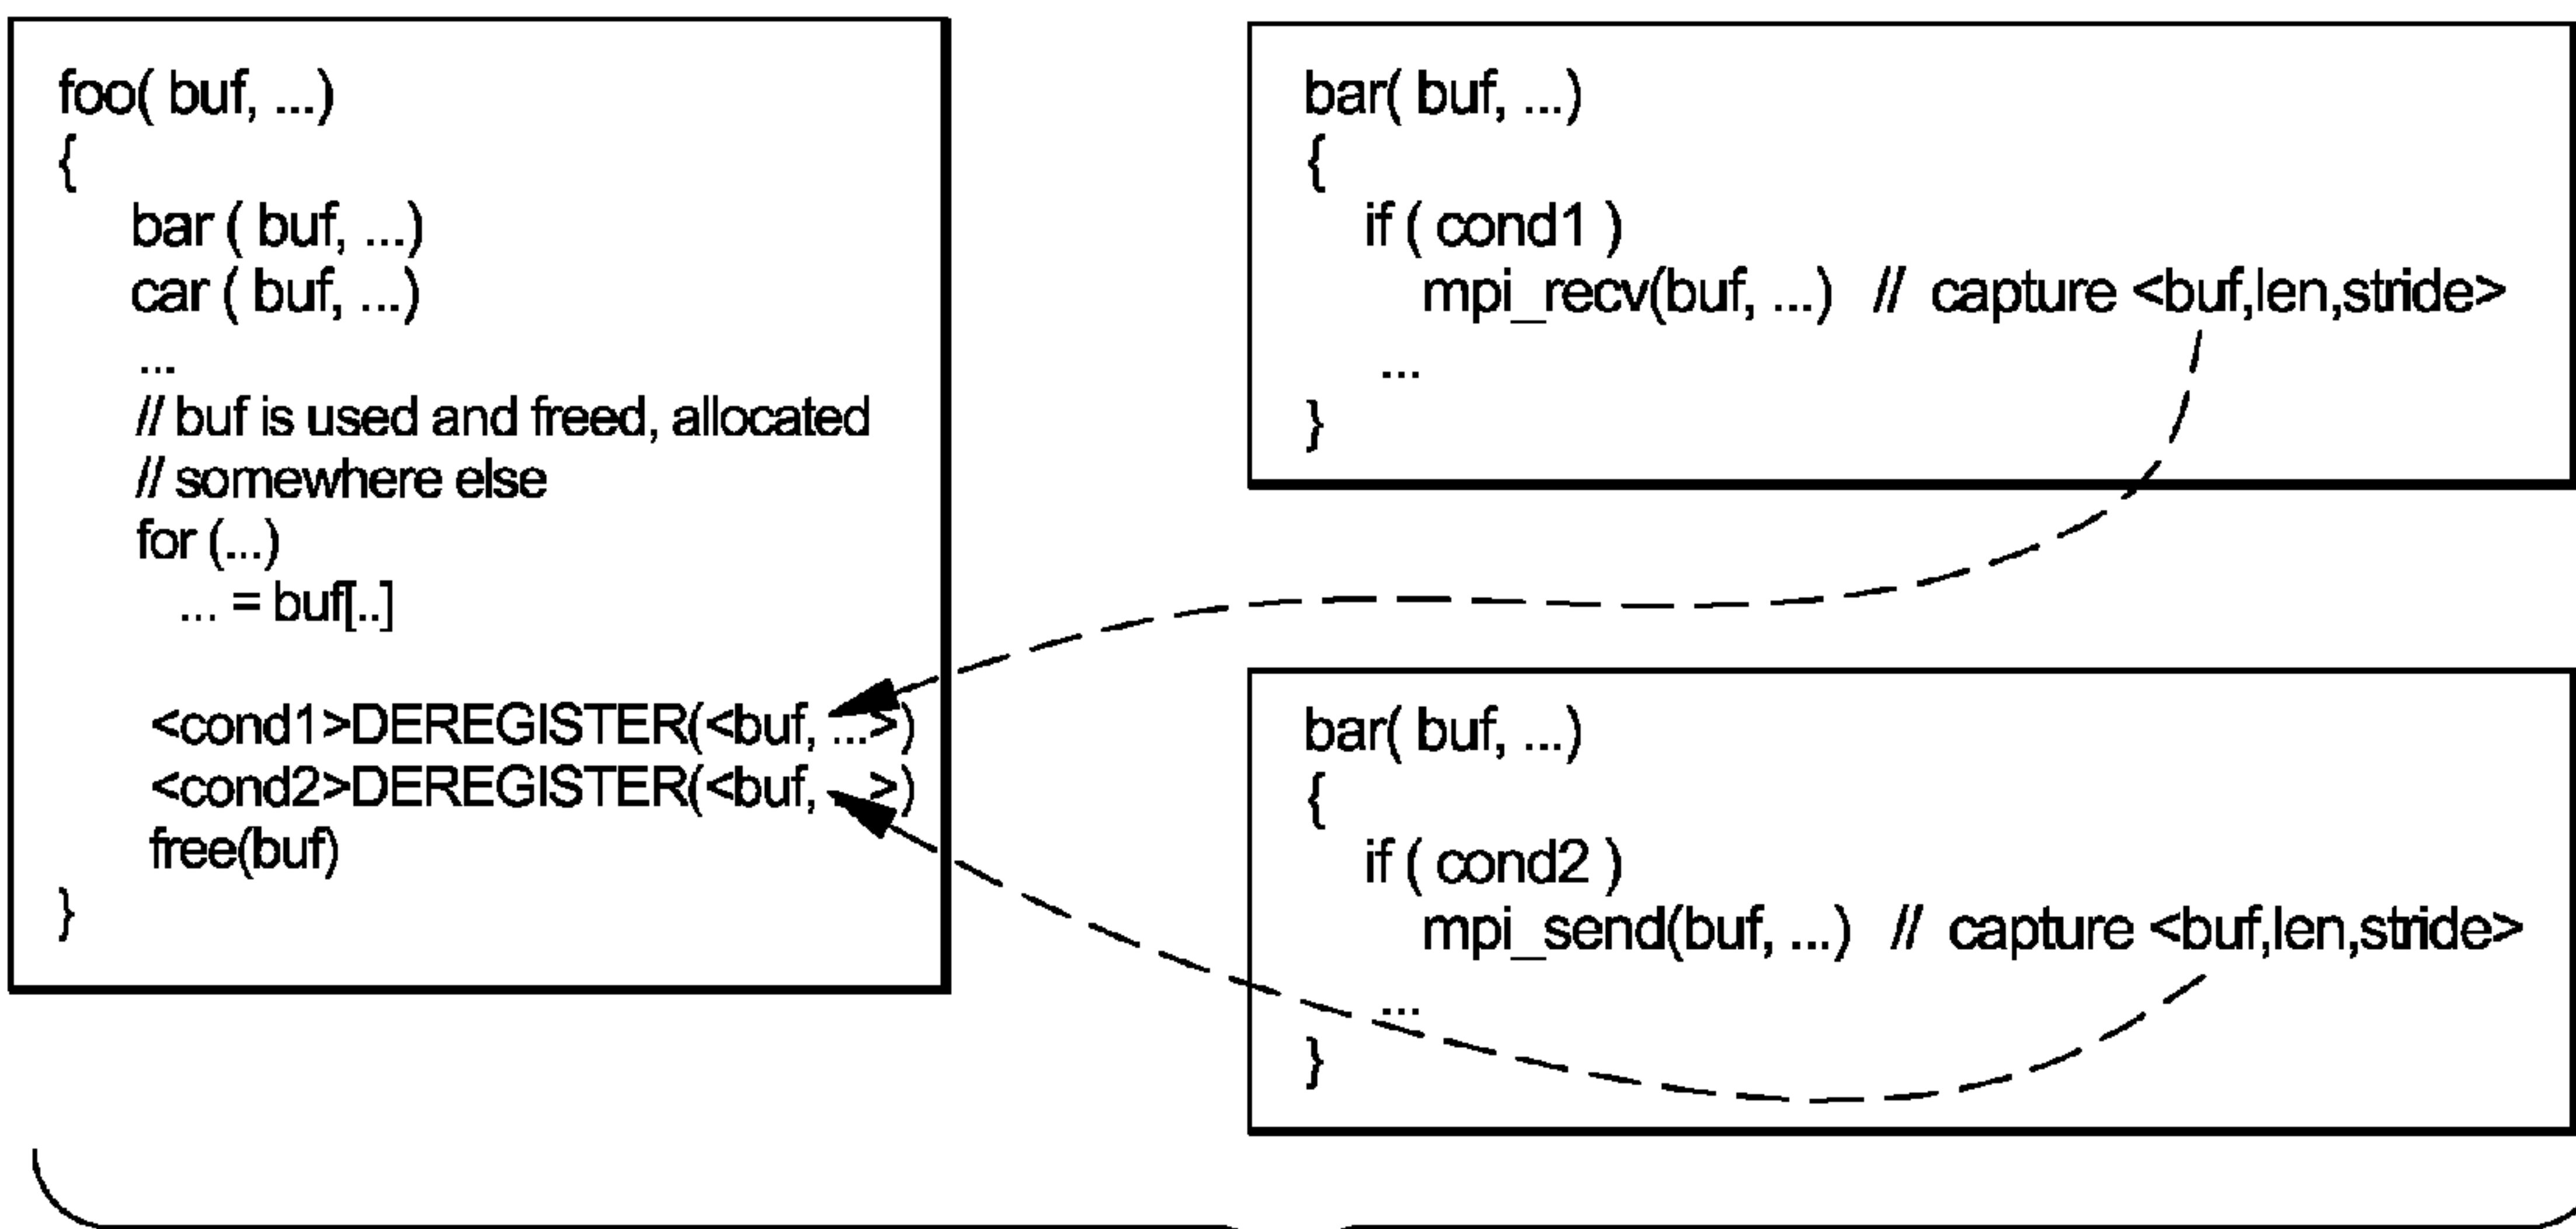 foo( buf, ...)
{
bar ( buf, ...)
car ( buf, ...)
...
// buf is used and freed, allocated
// somewhere else
for (...)
... = buf[..]
<cond1>DEREGISTER(<buf, ...>)
<cond2>DEREGISTER(<buf, ...>)
free(buf)
}
bar( buf, ...)
{
if ( cond1 )
mpi_recv(buf, ...) // capture <buf,len,stride>
...
}
bar( buf, ...)
{
if ( cond2 )
mpi_send(buf, ...) // capture <buf,len,stride>
...
}